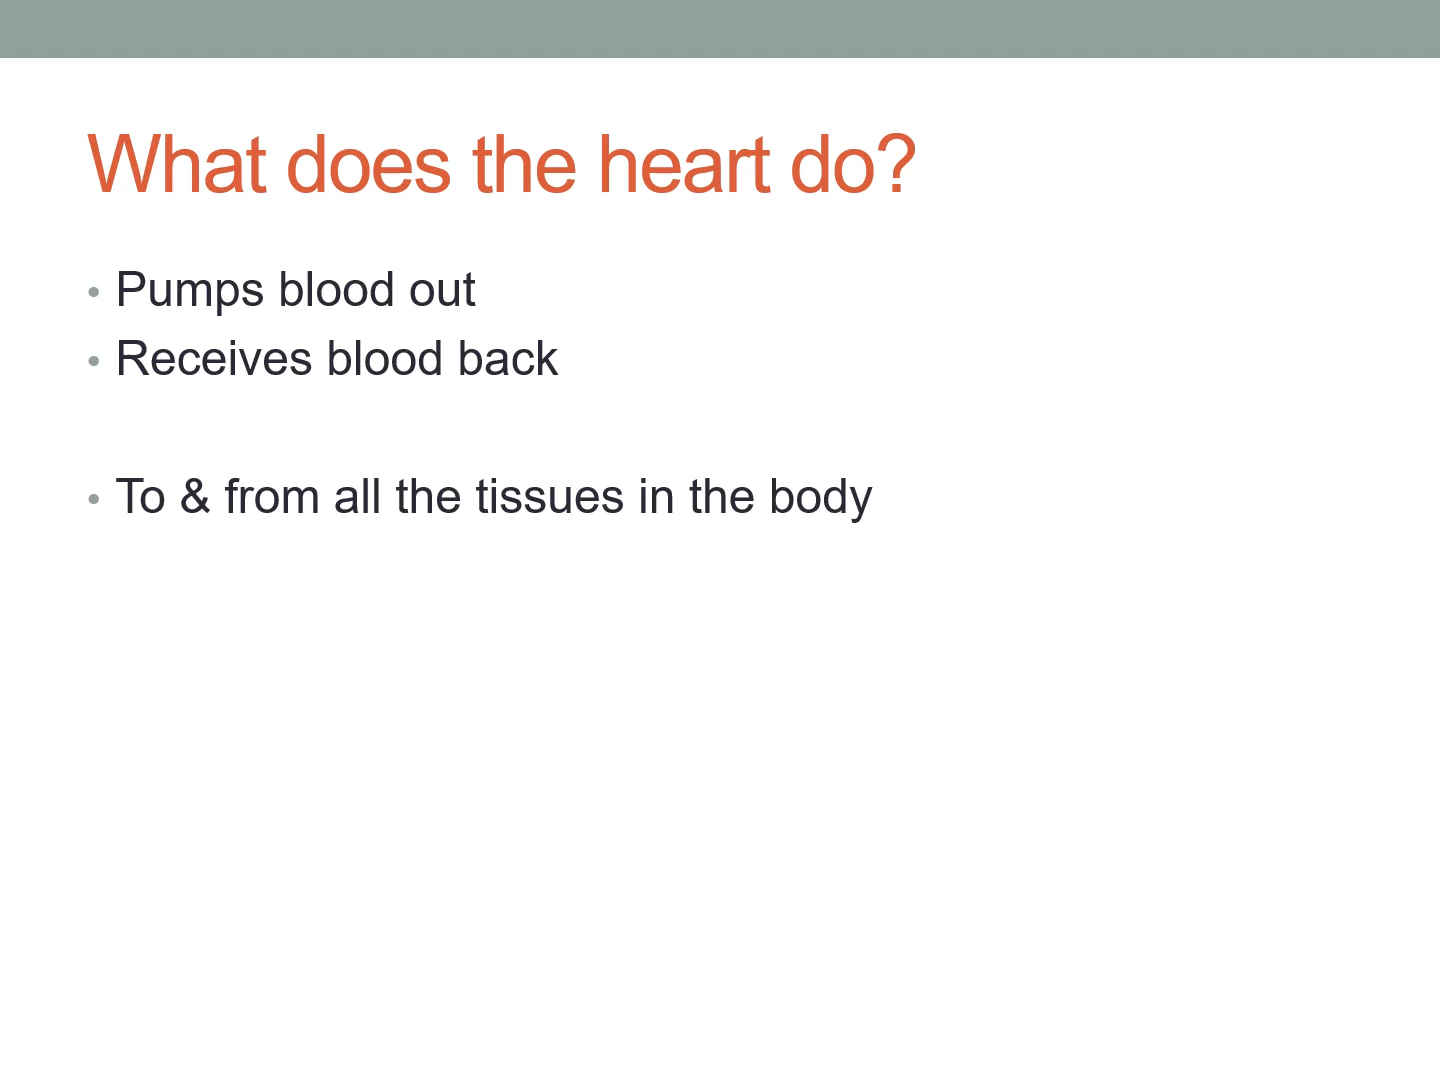 What does the heart do?
• Pumps blood out
• Receives blood back
• To & from all the tissues in the body